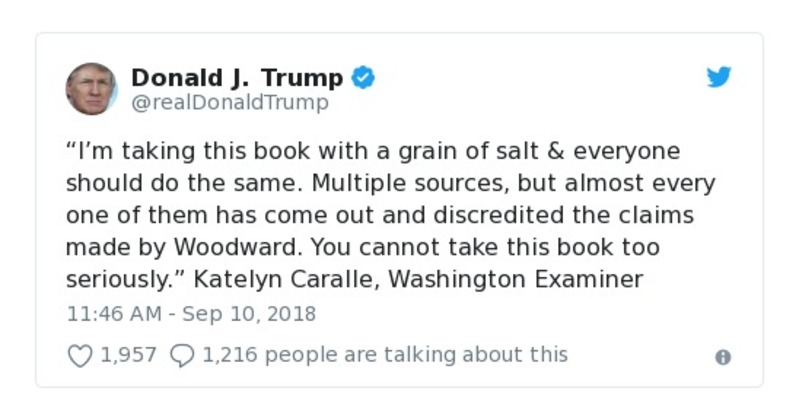 Donald J. Trump
@realDonaldTrump
“I’m taking this book with a grain of salt & everyone
should do the same. Multiple sources, but almost every
one of them has come out and discredited the claims
made by Woodward. You cannot take this book too
seriously.” Katelyn Caralle, Washington Examiner
11:46 AM - Sep 10, 2018
1,957 1,216 people are talking about this